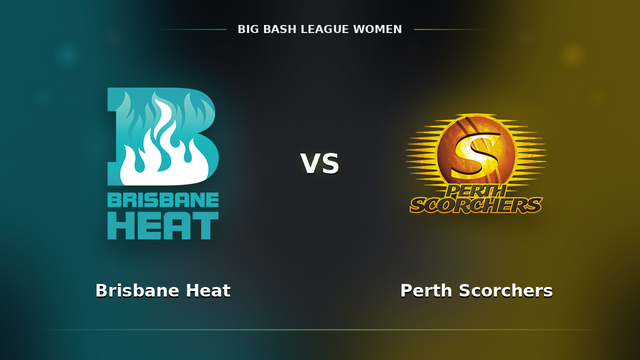 BIG BASH LEAGUE WOMEN
BRISBANE
HEAT
VS
S
PERTH
SCORCHERS
Brisbane Heat
Perth Scorchers